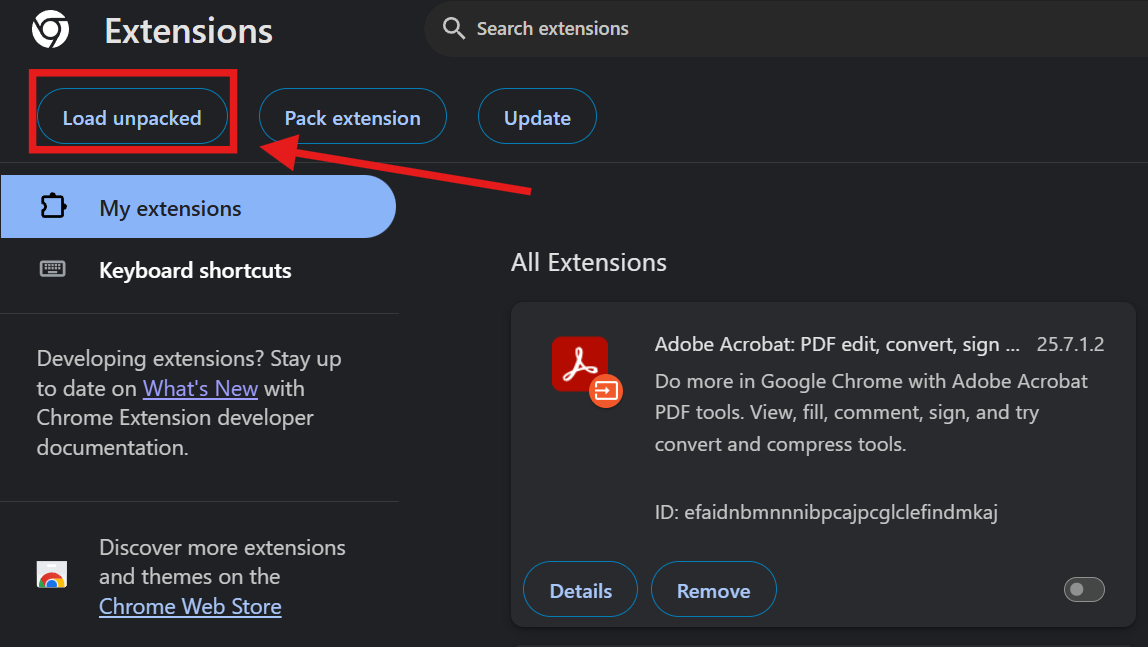 Extensions
Search extensions
Load unpacked
Pack extension
Update
My extensions
Keyboard shortcuts
Developing extensions? Stay up
to date on What's New with
Chrome Extension developer
documentation.
Discover more extensions
and themes on the
Chrome Web Store
All Extensions
Adobe Acrobat: PDF edit, convert, sign ... 25.7.1.2
Do more in Google Chrome with Adobe Acrobat
PDF tools. View, fill, comment, sign, and try
convert and compress tools.
ID: efaidnbmnnnibpcajpcglclefindmkaj
Details
Remove